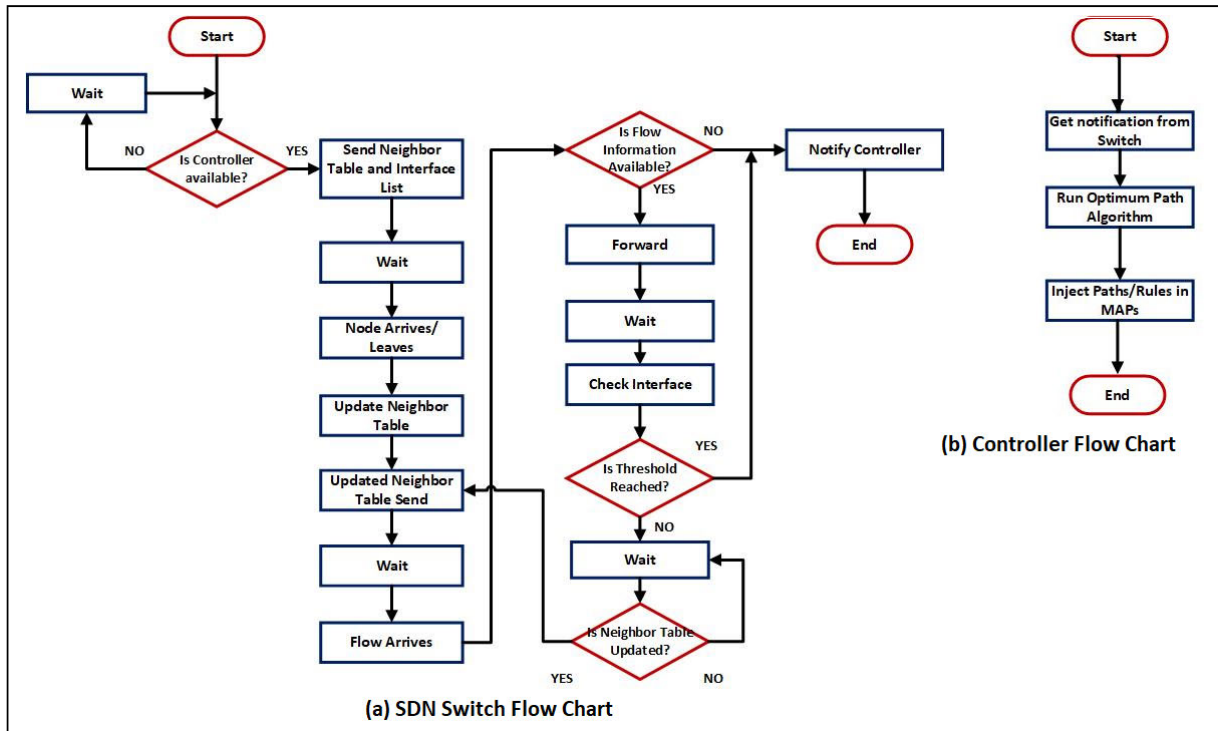 Start
Wait
NO
Is Controller
available?
YES
Send Neighbor
Table and Interface
List
Wait
Node Arrives/
Leaves
Update Neighbor
Table
Updated Neighbor
Table Send
Wait
Flow Arrives
Is Flow
Information
Available?
NO
YES
Notify Controller
End
Forward
Wait
Check Interface
Is Threshold
Reached?
YES
NO
Wait
Is Neighbor Table
Updated?
YES
NO
(a) SDN Switch Flow Chart
Start
Get notification from
Switch
Run Optimum Path
Algorithm
Inject Paths/Rules in
MAPs
End
(b) Controller Flow Chart